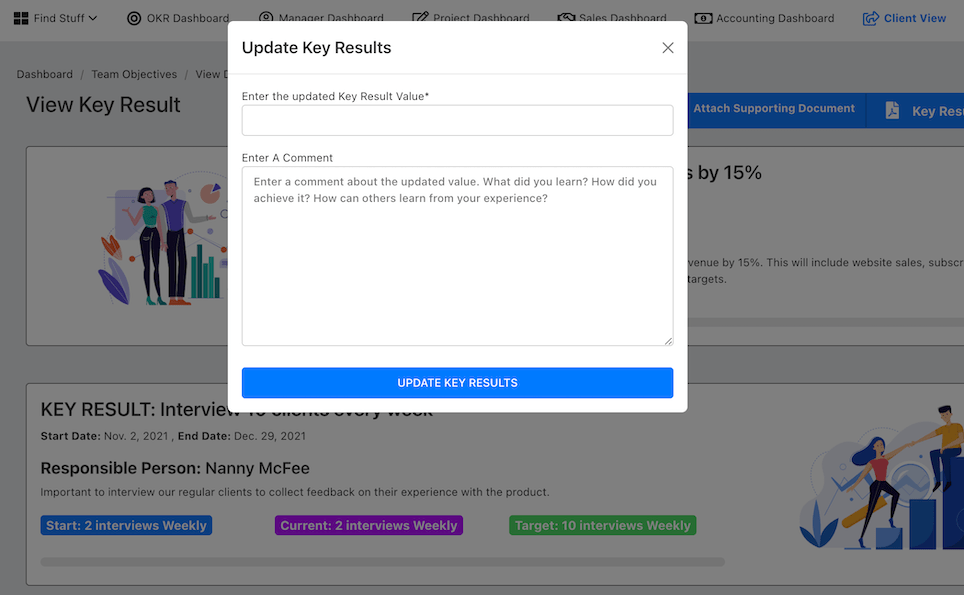 Find Stuff OKR Dashboard Manager Dashboard Project Dashboard Sales Dashboard Accounting Dashboard Client View
Update Key Results
Dashboard / Team Objectives / View D
View Key Result
Attach Supporting Document Key Resu
Enter the updated Key Result Value*
Enter A Comment
Enter a comment about the updated value. What did you learn? How did you
achieve it? How can others learn from your experience?
s by 15%
venue by 15%. This will include website sales, subscr
targets.
UPDATE KEY RESULTS
KEY RESULT: Interview 10 clients every week
Start Date: Nov. 2, 2021 , End Date: Dec. 29, 2021
Responsible Person: Nanny McFee
Important to interview our regular clients to collect feedback on their experience with the product.
Start: 2 interviews Weekly Current: 2 interviews Weekly Target: 10 interviews Weekly